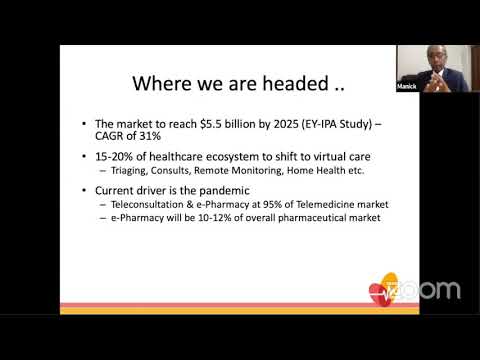 Where we are headed ..
Manick
• The market to reach $5.5 billion by 2025 (EY-IPA Study) –
CAGR of 31%
• 15-20% of healthcare ecosystem to shift to virtual care
– Triaging, Consults, Remote Monitoring, Home Health etc.
• Current driver is the pandemic
– Teleconsultation & e-Pharmacy at 95% of Telemedicine market
– e-Pharmacy will be 10-12% of overall pharmaceutical market
zoom